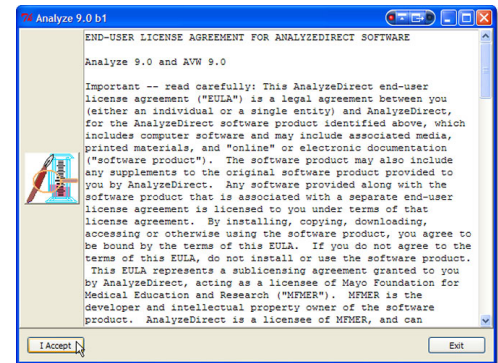 Analyze 9.0 b1
END-USER LICENSE AGREEMENT FOR ANALYZEDIRECT SOFTWARE
Analyze 9.0 and AVW 9.0
Important -- read carefully: This AnalyzeDirect end-user
license agreement ("EULA") is a legal agreement between you
(either an individual or a single entity) and AnalyzeDirect,
for the AnalyzeDirect software product identified above, which
includes computer software and may include associated media,
printed materials, and "online" or electronic documentation
("software product"). The software product may also include
any supplements to the original software product provided to
you by AnalyzeDirect. Any software provided along with the
software product that is associated with a separate end-user
license agreement is licensed to you under terms of that
license agreement. By installing, copying, downloading,
accessing or otherwise using the software product, you agree to
be bound by the terms of this EULA. If you do not agree to the
terms of this EULA, do not install or use the software product.
This EULA represents a sublicensing agreement granted to you
by AnalyzeDirect, acting as a licensee of Mayo Foundation for
Medical Education and Research ("MFMER"). MFMER is the
developer and intellectual property owner of the software
product. AnalyzeDirect is a licensee of MFMER, and can
I Accept
Exit